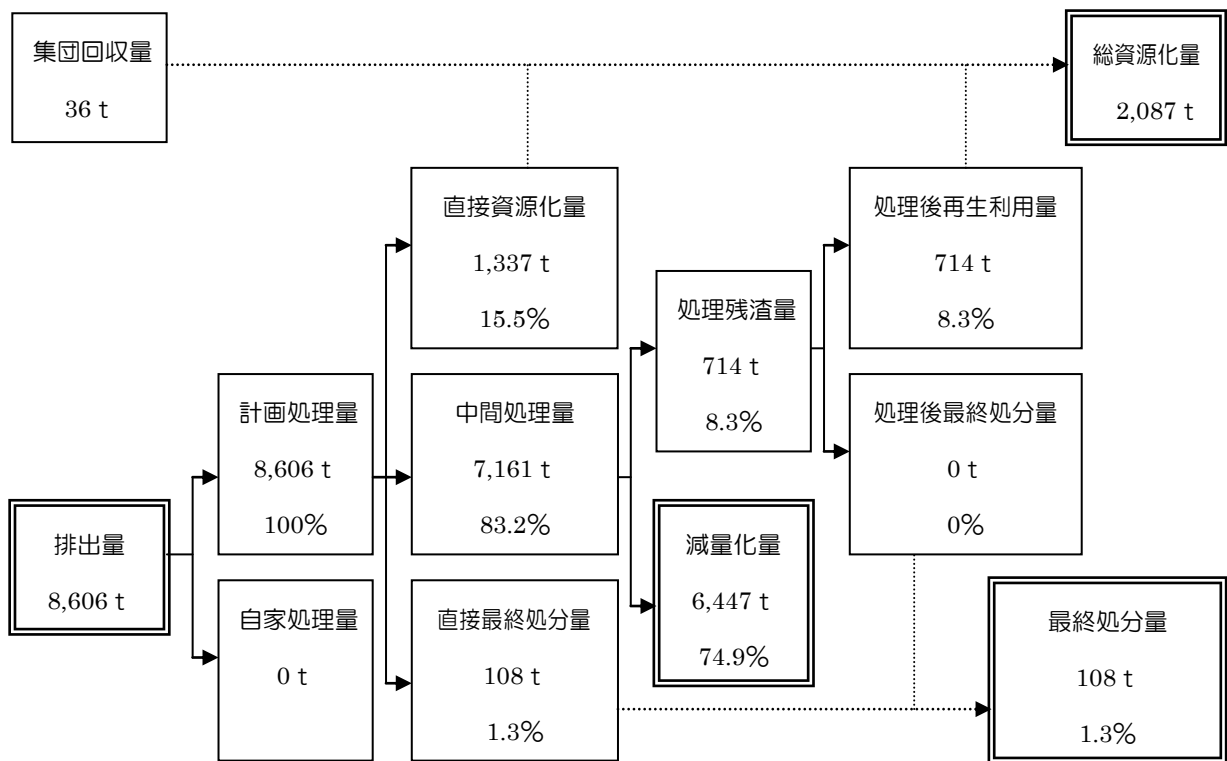 集団回収量
36 t
総資源化量
2,087 t
直接資源化量
1,337 t
15.5%
処理後再生利用量
714 t
8.3%
処理残渣量
714 t
8.3%
計画処理量
8,606 t
100%
中間処理量
7,161 t
83.2%
処理後最終処分量
0 t
0%
排出量
8,606 t
減量化量
6,447 t
74.9%
自家処理量
0 t
直接最終処分量
108 t
1.3%
最終処分量
108 t
1.3%